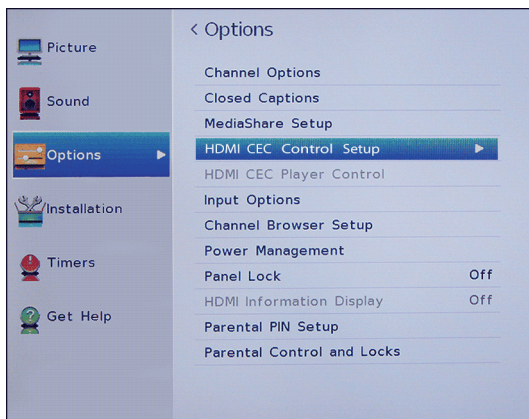 Picture
Sound
Options
Installation
Timers
Get Help
< Options
Channel Options
Closed Captions
MediaShare Setup
HDMI CEC Control Setup
HDMI CEC Player Control
Input Options
Channel Browser Setup
Power Management
Panel Lock Off
HDMI Information Display Off
Parental PIN Setup
Parental Control and Locks